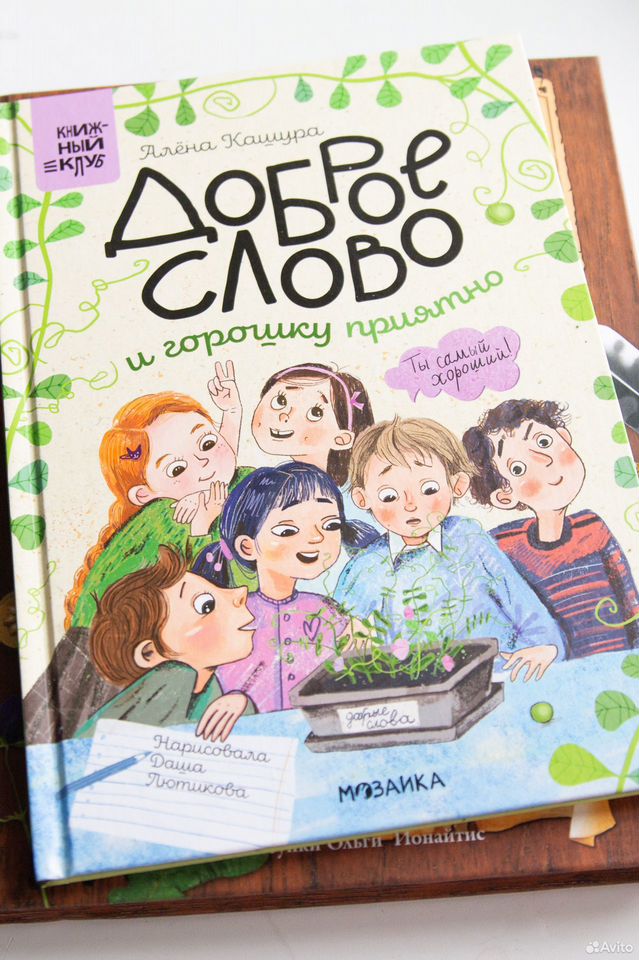 КНИЖ-
НЫЙ
КЛУБ
Алёна Кашура
ДОБРОЕ
СЛОВО
и горошку приятно
Ты самый
хороший!
добрые
слова
Нарисовала
Даша
Лютикова
МОЗАИКА
Ольги Ионайтис
Avito